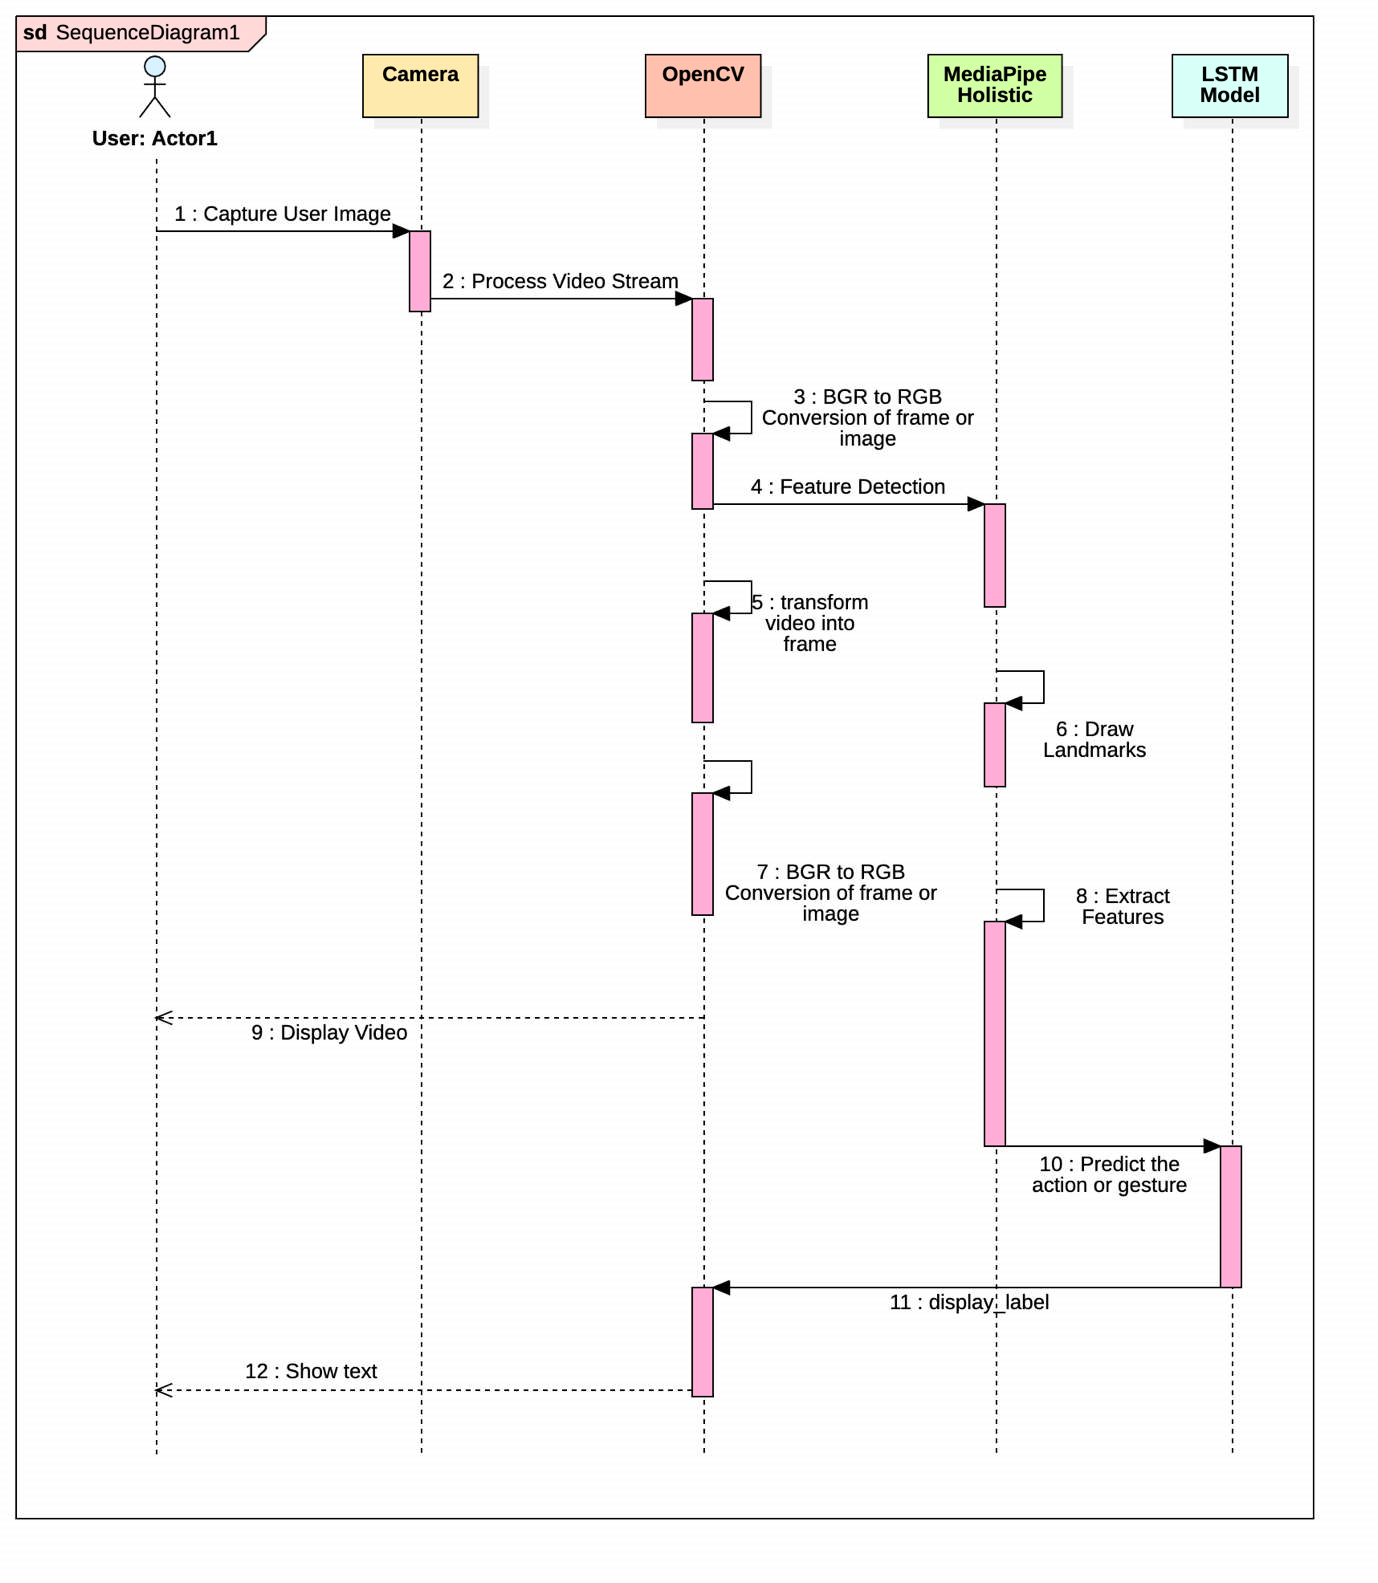 sd SequenceDiagram1
User: Actor1
Camera
OpenCV
MediaPipe
Holistic
LSTM
Model
1 : Capture User Image
2 : Process Video Stream
3 : BGR to RGB
Conversion of frame or
image
4 : Feature Detection
5 : transform
video into
frame
6 : Draw
Landmarks
7 : BGR to RGB
Conversion of frame or
image
8 : Extract
Features
9 : Display Video
10 : Predict the
action or gesture
11 : display_label
12 : Show text